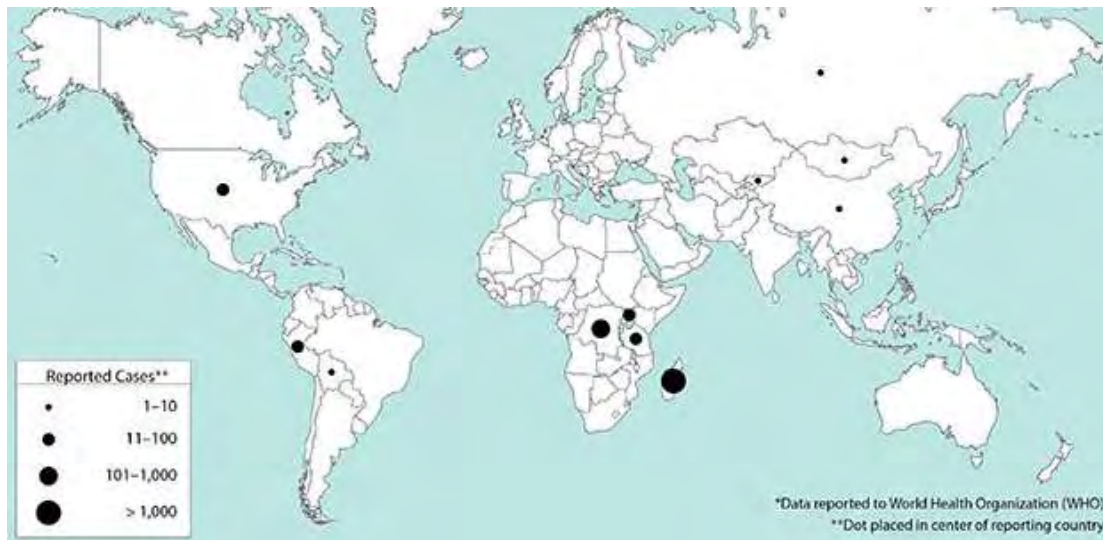 Reported Cases**
1–10
11–100
101–1,000
> 1,000
*Data reported to World Health Organization (WHO)
**Dot placed in center of reporting country